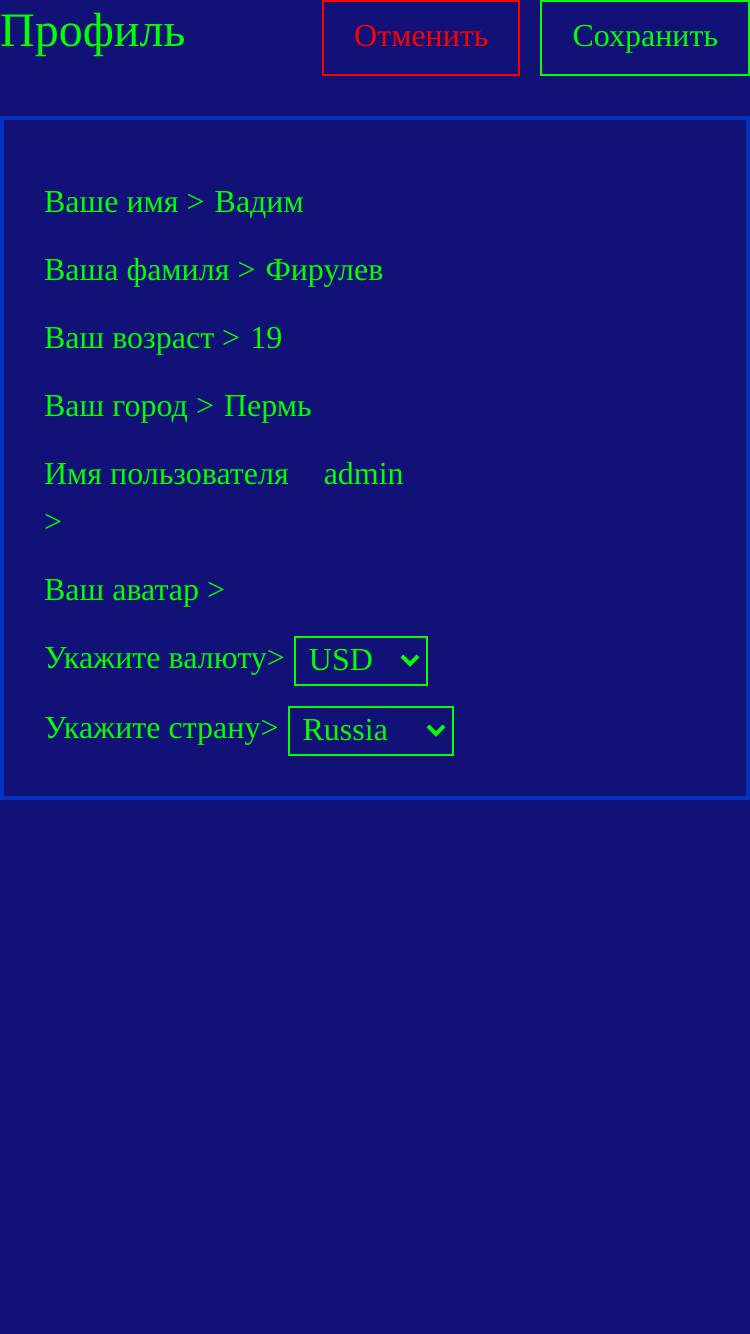 Профиль Отменить Сохранить
Ваше имя > Вадим
Ваша фамиля > Фирулев
Ваш возраст > 19
Ваш город > Пермь
Имя пользователя admin
>
Ваш аватар >
Укажите валюту> USD
Укажите страну> Russia